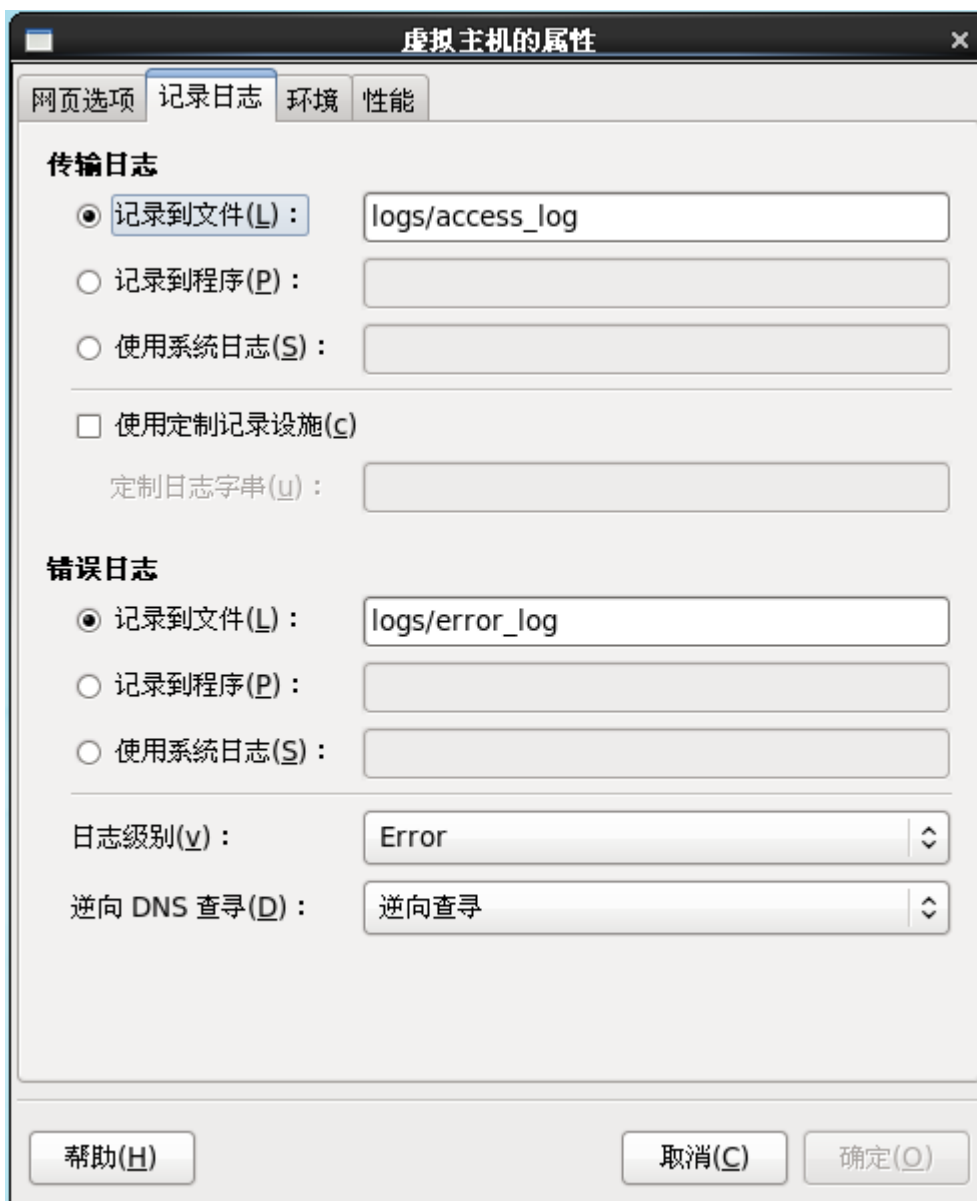 虚拟主机的属性
网页选项 记录日志 环境 性能
传输日志
记录到文件(L)： logs/access_log
记录到程序(P)：
使用系统日志(S)：
使用定制记录设施(c)
定制日志字串(u)：
错误日志
记录到文件(L)： logs/error_log
记录到程序(P)：
使用系统日志(S)：
日志级别(v)： Error
逆向 DNS 查寻(D)： 逆向查寻
帮助(H) 取消(C) 确定(O)